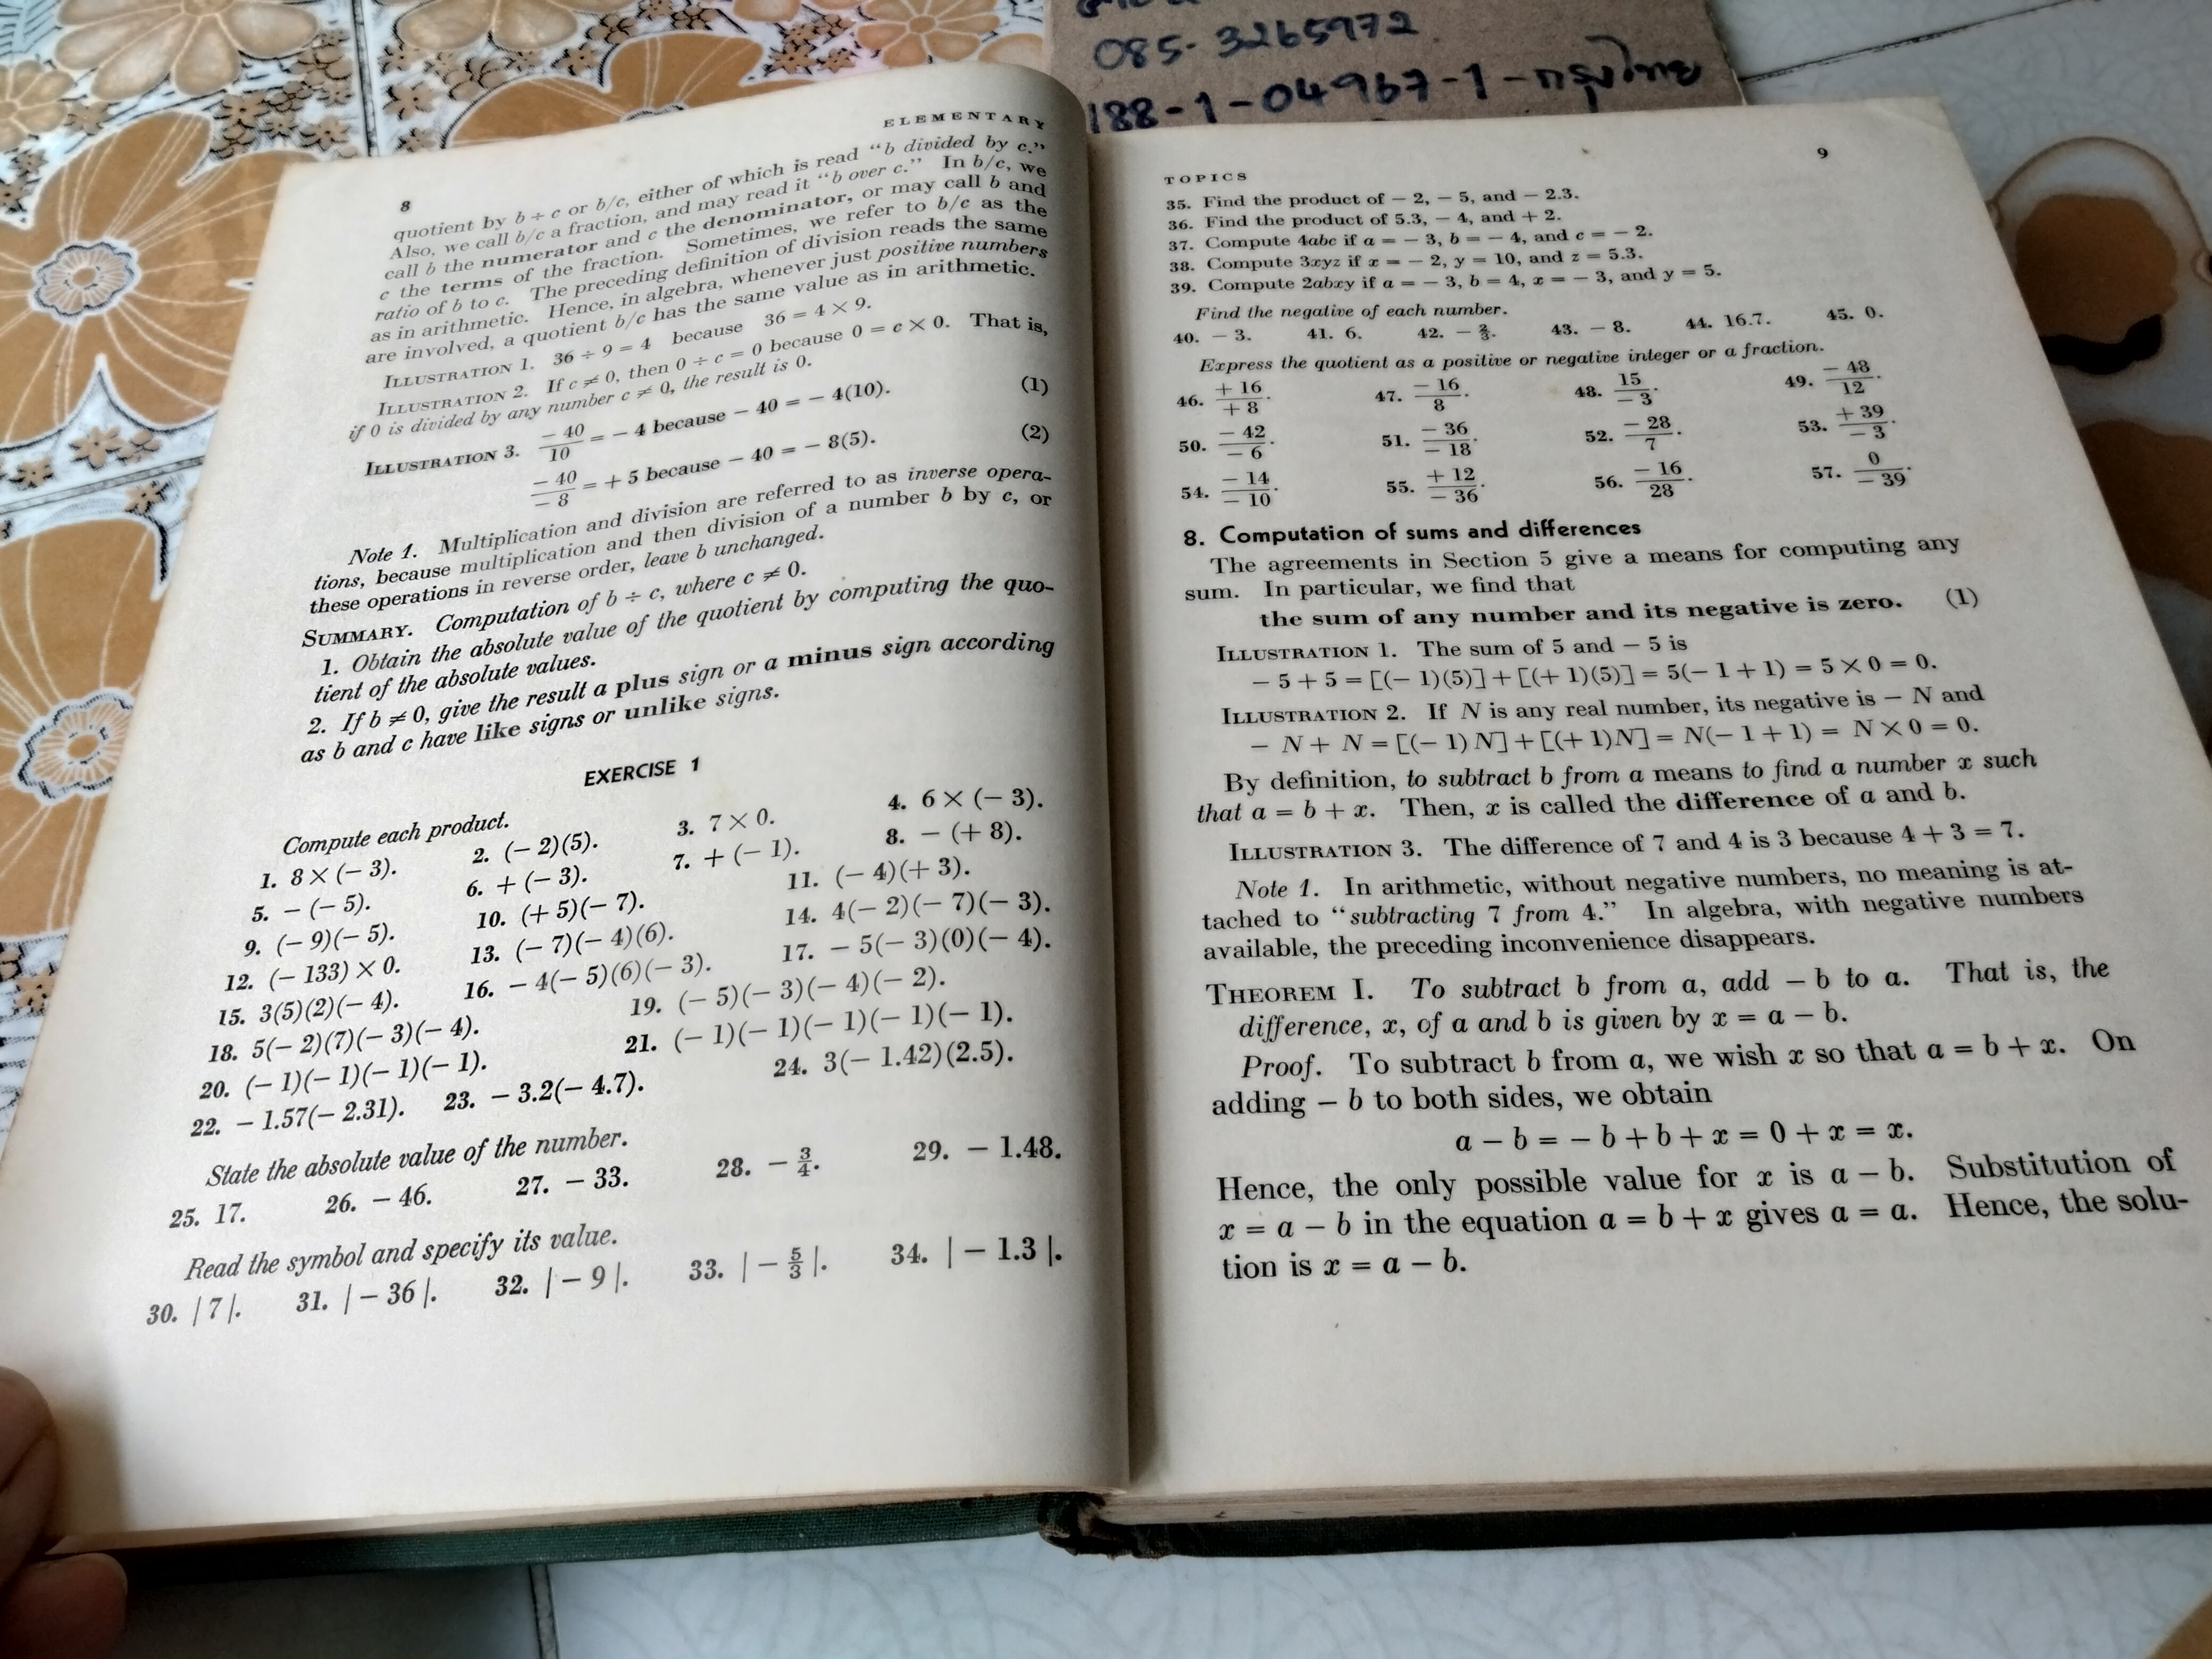 085-3265972
188-1-04967-1-กรุงไทย
ELEMENTARY
8
quotient by b ÷ c or b/c, either of which is read “b divided by c.”
Also, we call b/c a fraction, and may read it “b over c.” In b/c, we
call b the numerator and c the denominator, or may call b and
c the terms of the fraction. Sometimes, we refer to b/c as the
ratio of b to c. The preceding definition of division reads the same
as in arithmetic. Hence, in algebra, whenever just positive numbers
are involved, a quotient b/c has the same value as in arithmetic.
ILLUSTRATION 1. 36 ÷ 9 = 4 because 36 = 4 × 9.
ILLUSTRATION 2. If c ≠ 0, then 0 ÷ c = 0 because 0 = c × 0. That is,
if 0 is divided by any number c ≠ 0, the result is 0.
ILLUSTRATION 3. − 40/10 = − 4 because − 40 = − 4(10). (1)
− 40/− 8 = + 5 because − 40 = − 8(5). (2)
Note 1. Multiplication and division are referred to as inverse opera-
tions, because multiplication and then division of a number b by c, or
these operations in reverse order, leave b unchanged.
SUMMARY. Computation of b ÷ c, where c ≠ 0.
1. Obtain the absolute value of the quotient by computing the quo-
tient of the absolute values.
2. If b ≠ 0, give the result a plus sign or a minus sign according
as b and c have like signs or unlike signs.
EXERCISE 1
Compute each product.
1. 8 × (− 3). 2. (− 2)(5). 3. 7 × 0. 4. 6 × (− 3).
5. − (− 5). 6. + (− 3). 7. + (− 1). 8. − (+ 8).
9. (− 9)(− 5). 10. (+ 5)(− 7). 11. (− 4)(+ 3).
12. (− 133) × 0. 13. (− 7)(− 4)(6). 14. 4(− 2)(− 7)(− 3).
15. 3(5)(2)(− 4). 16. − 4(− 5)(6)(− 3). 17. − 5(− 3)(0)(− 4).
18. 5(− 2)(7)(− 3)(− 4). 19. (− 5)(− 3)(− 4)(− 2).
20. (− 1)(− 1)(− 1)(− 1). 21. (− 1)(− 1)(− 1)(− 1)(− 1).
22. − 1.57(− 2.31). 23. − 3.2(− 4.7). 24. 3(− 1.42)(2.5).
State the absolute value of the number.
25. 17. 26. − 46. 27. − 33. 28. − 3/4. 29. − 1.48.
Read the symbol and specify its value.
30. | 7 |. 31. | − 36 |. 32. | − 9 |. 33. | − 5/3 |. 34. | − 1.3 |.
TOPICS 9
35. Find the product of − 2, − 5, and − 2.3.
36. Find the product of 5.3, − 4, and + 2.
37. Compute 4abc if a = − 3, b = − 4, and c = − 2.
38. Compute 3xyz if x = − 2, y = 10, and z = 5.3.
39. Compute 2abxy if a = − 3, b = 4, x = − 3, and y = 5.
Find the negative of each number.
40. − 3. 41. 6. 42. − 2/3. 43. − 8. 44. 16.7. 45. 0.
Express the quotient as a positive or negative integer or a fraction.
46. + 16/+ 8. 47. − 16/8. 48. 15/− 3. 49. − 48/12.
50. − 42/− 6. 51. − 36/− 18. 52. − 28/7. 53. + 39/− 3.
54. − 14/− 10. 55. + 12/− 36. 56. − 16/28. 57. 0/− 39.
8. Computation of sums and differences
The agreements in Section 5 give a means for computing any
sum. In particular, we find that
the sum of any number and its negative is zero. (1)
ILLUSTRATION 1. The sum of 5 and − 5 is
− 5 + 5 = [(− 1)(5)] + [(+ 1)(5)] = 5(− 1 + 1) = 5 × 0 = 0.
ILLUSTRATION 2. If N is any real number, its negative is − N and
− N + N = [(− 1) N] + [(+ 1)N] = N(− 1 + 1) = N × 0 = 0.
By definition, to subtract b from a means to find a number x such
that a = b + x. Then, x is called the difference of a and b.
ILLUSTRATION 3. The difference of 7 and 4 is 3 because 4 + 3 = 7.
Note 1. In arithmetic, without negative numbers, no meaning is at-
tached to “subtracting 7 from 4.” In algebra, with negative numbers
available, the preceding inconvenience disappears.
THEOREM I. To subtract b from a, add − b to a. That is, the
difference, x, of a and b is given by x = a − b.
Proof. To subtract b from a, we wish x so that a = b + x. On
adding − b to both sides, we obtain
a − b = − b + b + x = 0 + x = x.
Hence, the only possible value for x is a − b. Substitution of
x = a − b in the equation a = b + x gives a = a. Hence, the solu-
tion is x = a − b.